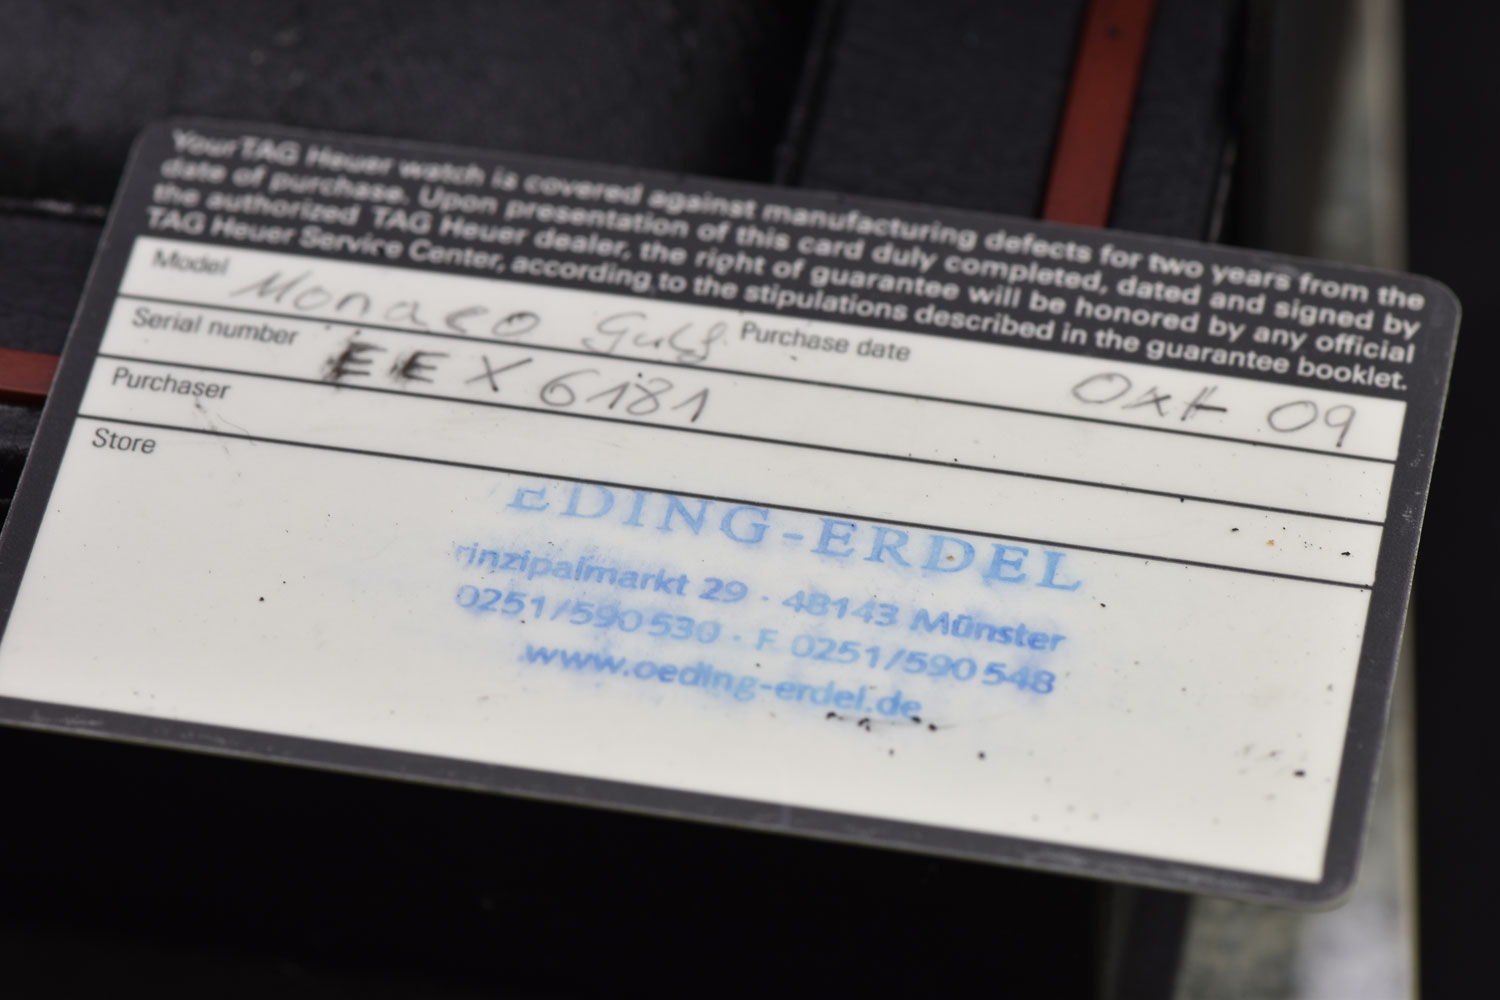 Your TAG Heuer watch is covered against manufacturing defects for two years from the
date of purchase. Upon presentation of this card duly completed, dated and signed by
the authorized TAG Heuer dealer, the right of guarantee will be honored by any official
TAG Heuer Service Center, according to the stipulations described in the guarantee booklet.
Model Monaco Gulf Purchase date Okt 09
Serial number EEX 6181
Purchaser
Store
EDING-ERDEL
rinzipalmarkt 29 · 48143 Münster
0251/590 530 · F 0251/590 548
www.oeding-erdel.de